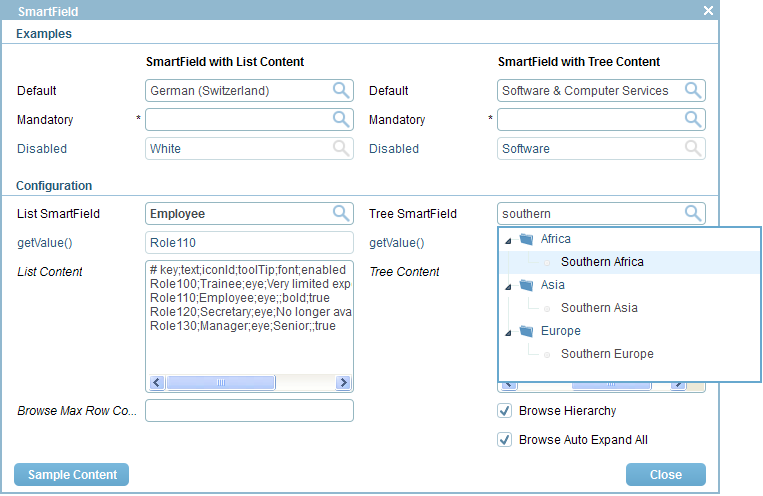 SmartField
Examples
SmartField with List Content
SmartField with Tree Content
Default
German (Switzerland)
Default
Software & Computer Services
Mandatory
*
Mandatory
*
Disabled
White
Disabled
Software
Configuration
List SmartField
Employee
Tree SmartField
southern
getValue()
Role110
getValue()
List Content
# key;text;iconId;toolTip;font;enabled
Role100;Trainee;eye;Very limited exp
Role110;Employee;eye;;bold;true
Role120;Secretary;eye;No longer ava
Role130;Manager;eye;Senior;;true
Tree Content
Africa
Southern Africa
Asia
Southern Asia
Europe
Southern Europe
Browse Max Row Co...
Browse Hierarchy
Browse Auto Expand All
Sample Content
Close